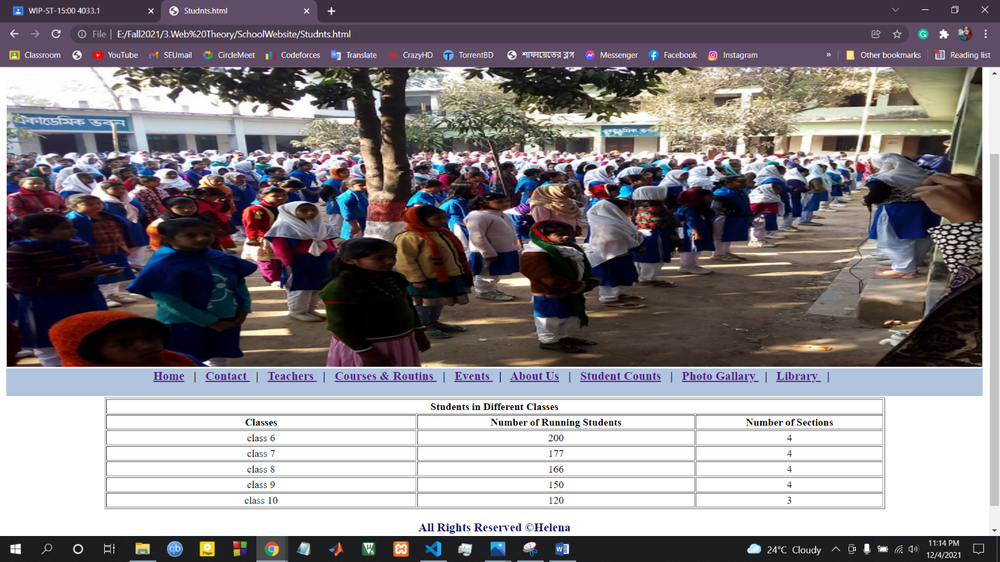 WIP-ST-15:00 4033.1
Studnts.html
File | E:/Fall2021/3.Web%20Theory/SchoolWebsite/Studnts.html
Classroom YouTube SEUmail CircleMeet Codeforces Translate CrazyHD TorrentBD শাফায়েতের ব্লগ Messenger Facebook Instagram » Other bookmarks Reading list
একাডেমিক ভবন
একাডেমিক ভবন
Home | Contact | Teachers | Courses & Routins | Events | About Us | Student Counts | Photo Gallary | Library |
Students in Different Classes
Classes Number of Running Students Number of Sections
class 6 200 4
class 7 177 4
class 8 166 4
class 9 150 4
class 10 120 3
All Rights Reserved ©Helena
24°C Cloudy
11:14 PM
12/4/2021